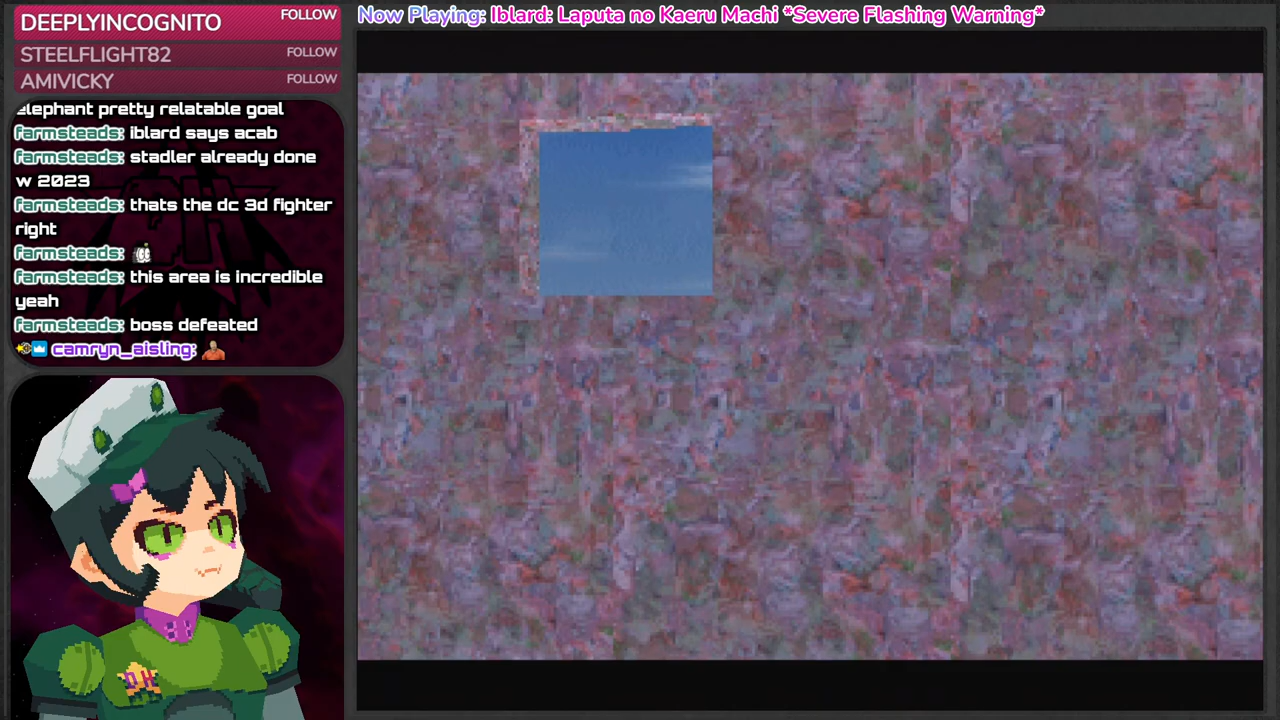 DEEPLYINCOGNITO FOLLOW
STEELFLIGHT82 FOLLOW
AMIVICKY FOLLOW
Now Playing: Iblard: Laputa no Kaeru Machi *Severe Flashing Warning*
elephant pretty relatable goal
farmsteads: iblard says acab
farmsteads: stadler already done
w 2023
farmsteads: thats the dc 3d fighter
right
farmsteads:
farmsteads: this area is incredible
yeah
farmsteads: boss defeated
camryn_aisling: